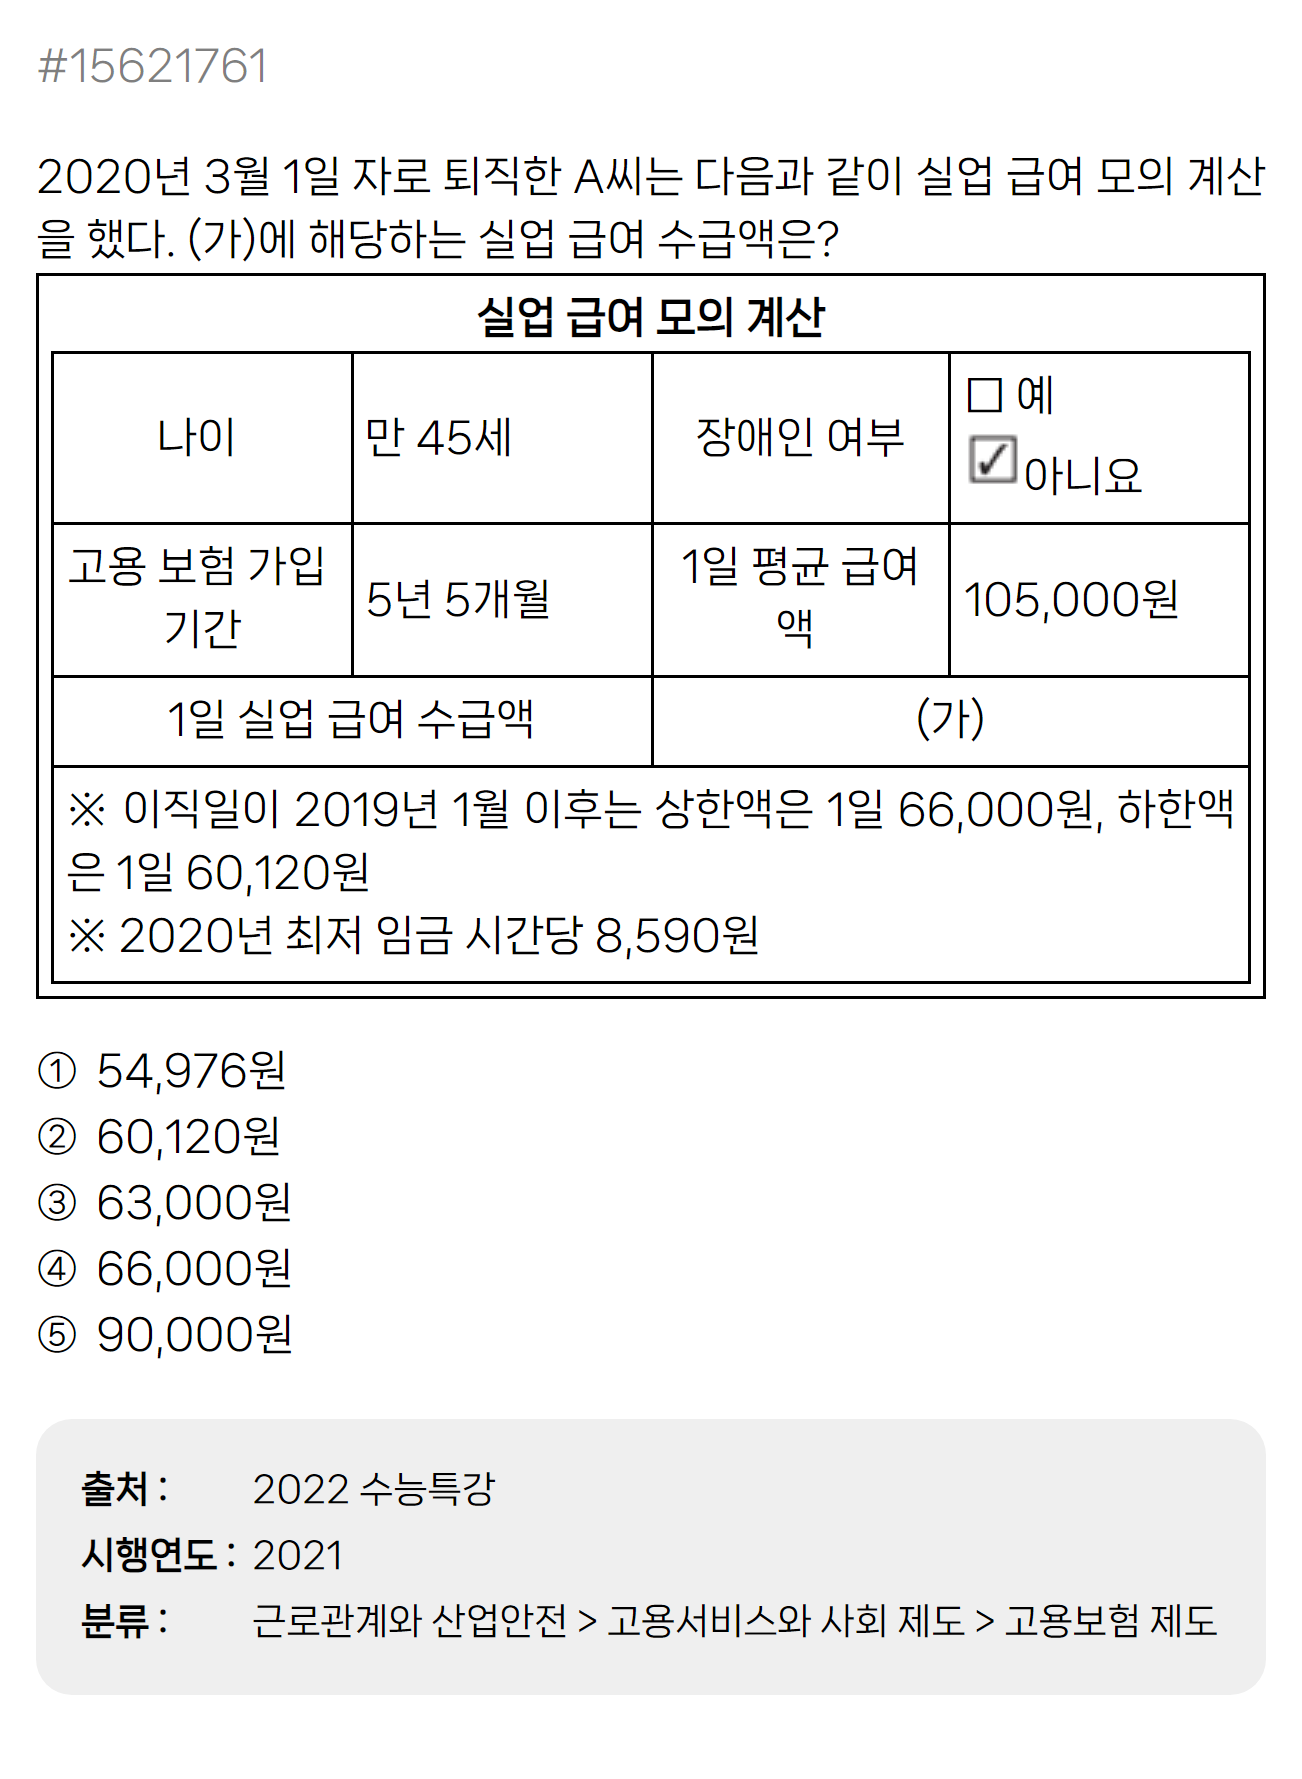 #15621761
2020년 3월 1일 자로 퇴직한 A씨는 다음과 같이 실업 급여 모의 계산
을 했다. (가)에 해당하는 실업 급여 수급액은?
실업 급여 모의 계산
나이
만 45세
장애인 여부
□ 예
☑아니요
고용 보험 가입
기간
5년 5개월
1일 평균 급여
액
105,000원
1일 실업 급여 수급액
(가)
※ 이직일이 2019년 1월 이후는 상한액은 1일 66,000원, 하한액
은 1일 60,120원
※ 2020년 최저 임금 시간당 8,590원
① 54,976원
② 60,120원
③ 63,000원
④ 66,000원
⑤ 90,000원
출처 : 2022 수능특강
시행연도 : 2021
분류 : 근로관계와 산업안전 > 고용서비스와 사회 제도 > 고용보험 제도